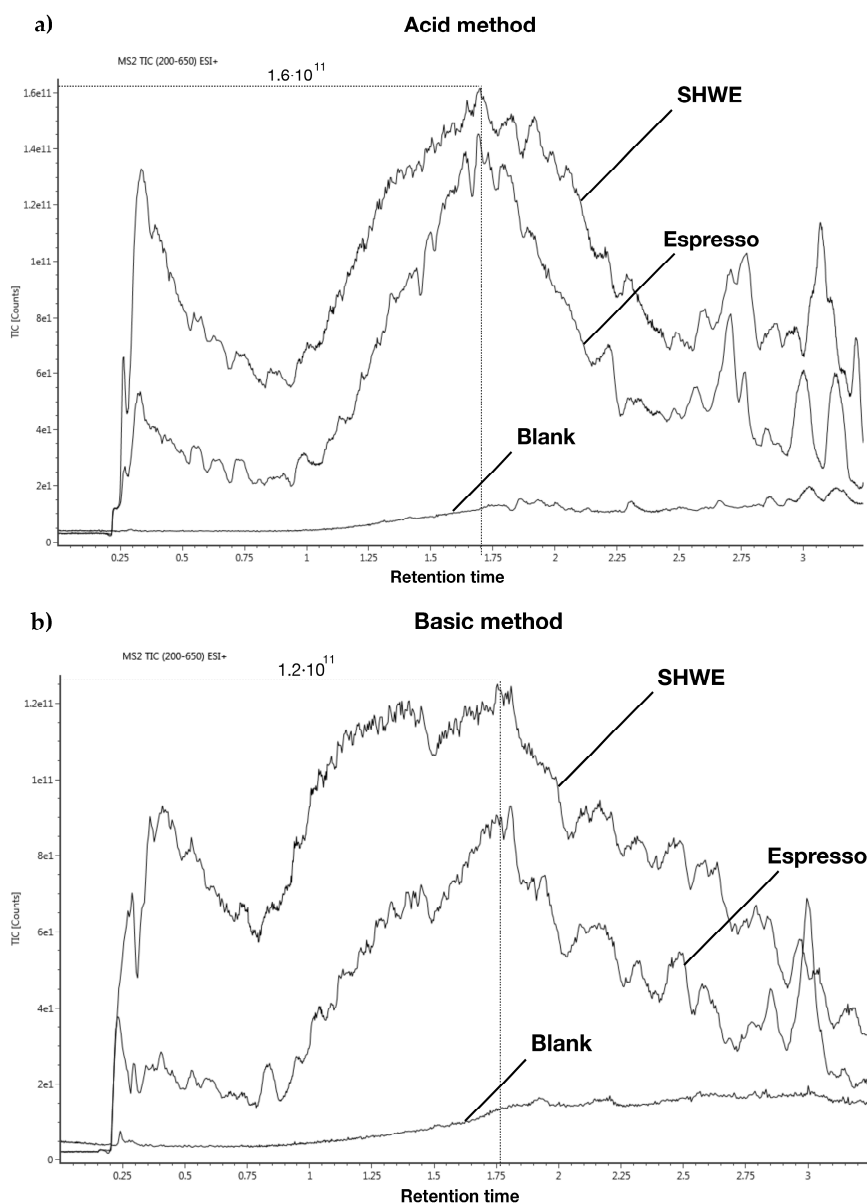 a)
Acid method
MS2 TIC (200-650) ESI+
1.6·10¹¹
1.6e11
1.4e11
1.2e11
1e11
8e1
6e1
4e1
2e1
0
TIC [Counts]
SHWE
Espresso
Blank
0.25 0.5 0.75 1 1.25 1.5 1.75 2 2.25 2.5 2.75 3
Retention time
b)
Basic method
MS2 TIC (200-650) ESI+
1.2·10¹¹
1.2e11
1e11
8e1
6e1
4e1
2e1
0
TIC [Counts]
SHWE
Espresso
Blank
0.25 0.5 0.75 1 1.25 1.5 1.75 2 2.25 2.5 2.75 3 3.25
Retention time